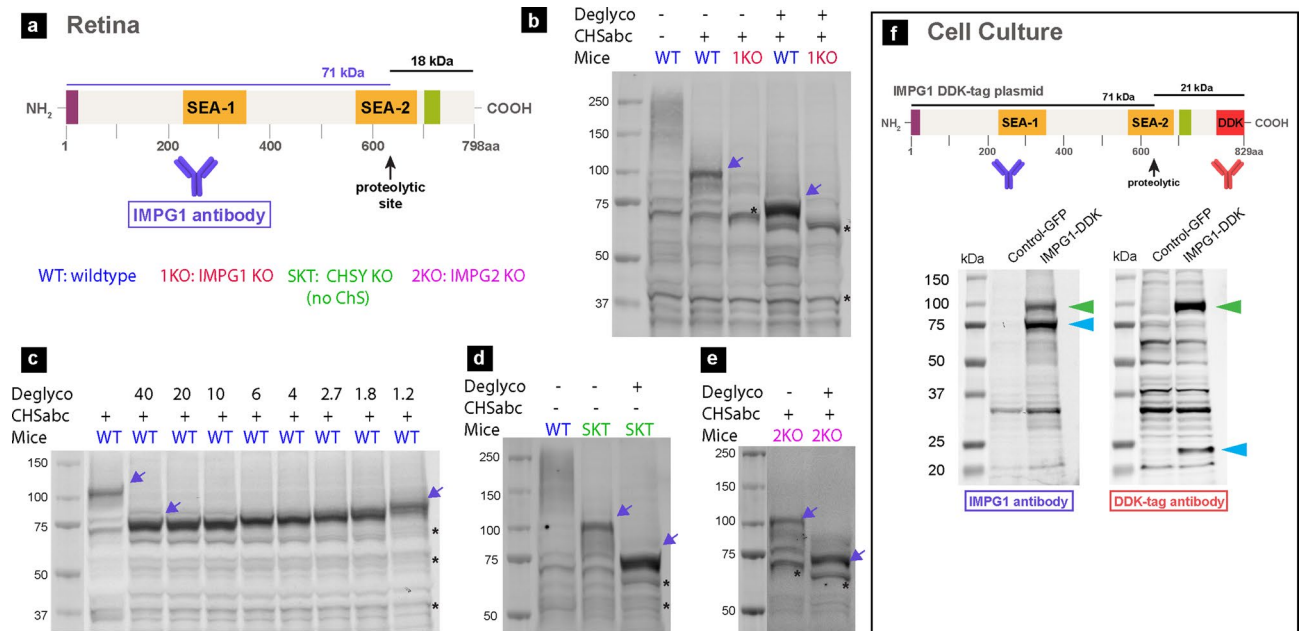 a Retina
71 kDa
18 kDa
NH2
SEA-1
SEA-2
COOH
1
200
400
600
798aa
proteolytic
site
IMPG1 antibody
WT: wildtype 1KO: IMPG1 KO SKT: CHSY KO 2KO: IMPG2 KO
(no ChS)
b
Deglyco - - - + +
CHSabc - + + + +
Mice WT WT 1KO WT 1KO
250
150
100
75
*
*
50
37
*
c
Deglyco 40 20 10 6 4 2.7 1.8 1.2
CHSabc + + + + + + + + +
Mice WT WT WT WT WT WT WT WT WT
150
100
75
*
*
50
*
37
d
Deglyco - - +
CHSabc - - -
Mice WT SKT SKT
250
150
100
75
*
*
50
e
Deglyco - +
CHSabc + +
Mice 2KO 2KO
250
150
100
75
* *
50
f Cell Culture
IMPG1 DDK-tag plasmid
71 kDa
21 kDa
NH2
SEA-1
SEA-2
DDK
COOH
1
200
400
600
829aa
proteolytic
kDa
Control-GFP
IMPG1-DDK
150
100
75
50
37
25
20
IMPG1 antibody
kDa
Control-GFP
IMPG1-DDK
150
100
75
50
37
25
20
DDK-tag antibody